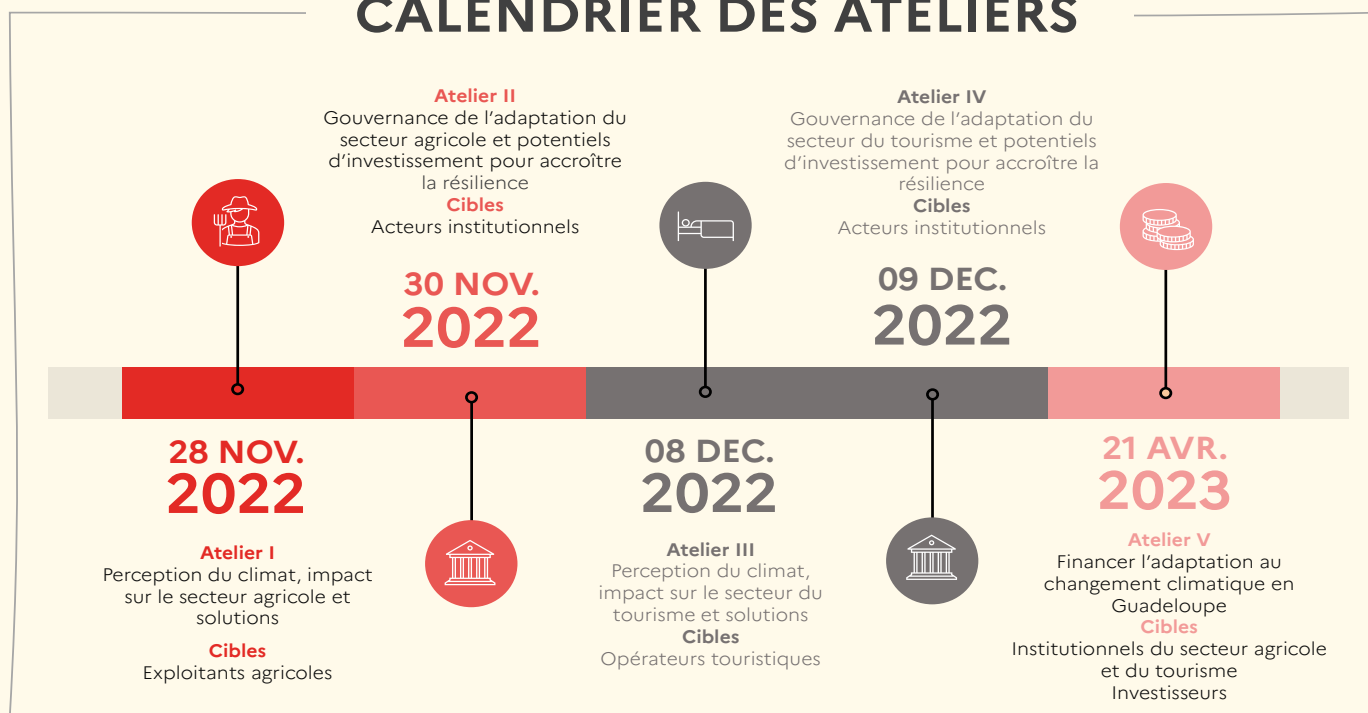 CALENDRIER DES ATELIERS
Atelier II
Gouvernance de l'adaptation du
secteur agricole et potentiels
d'investissement pour accroître
la résilience
Cibles
Acteurs institutionnels
30 NOV.
2022
Atelier IV
Gouvernance de l'adaptation du
secteur du tourisme et potentiels
d'investissement pour accroître la
résilience
Cibles
Acteurs institutionnels
09 DEC.
2022
28 NOV.
2022
Atelier I
Perception du climat, impact
sur le secteur agricole et
solutions
Cibles
Exploitants agricoles
08 DEC.
2022
Atelier III
Perception du climat,
impact sur le secteur du
tourisme et solutions
Cibles
Opérateurs touristiques
21 AVR.
2023
Atelier V
Financer l'adaptation au
changement climatique en
Guadeloupe
Cibles
Institutionnels du secteur agricole
et du tourisme
Investisseurs